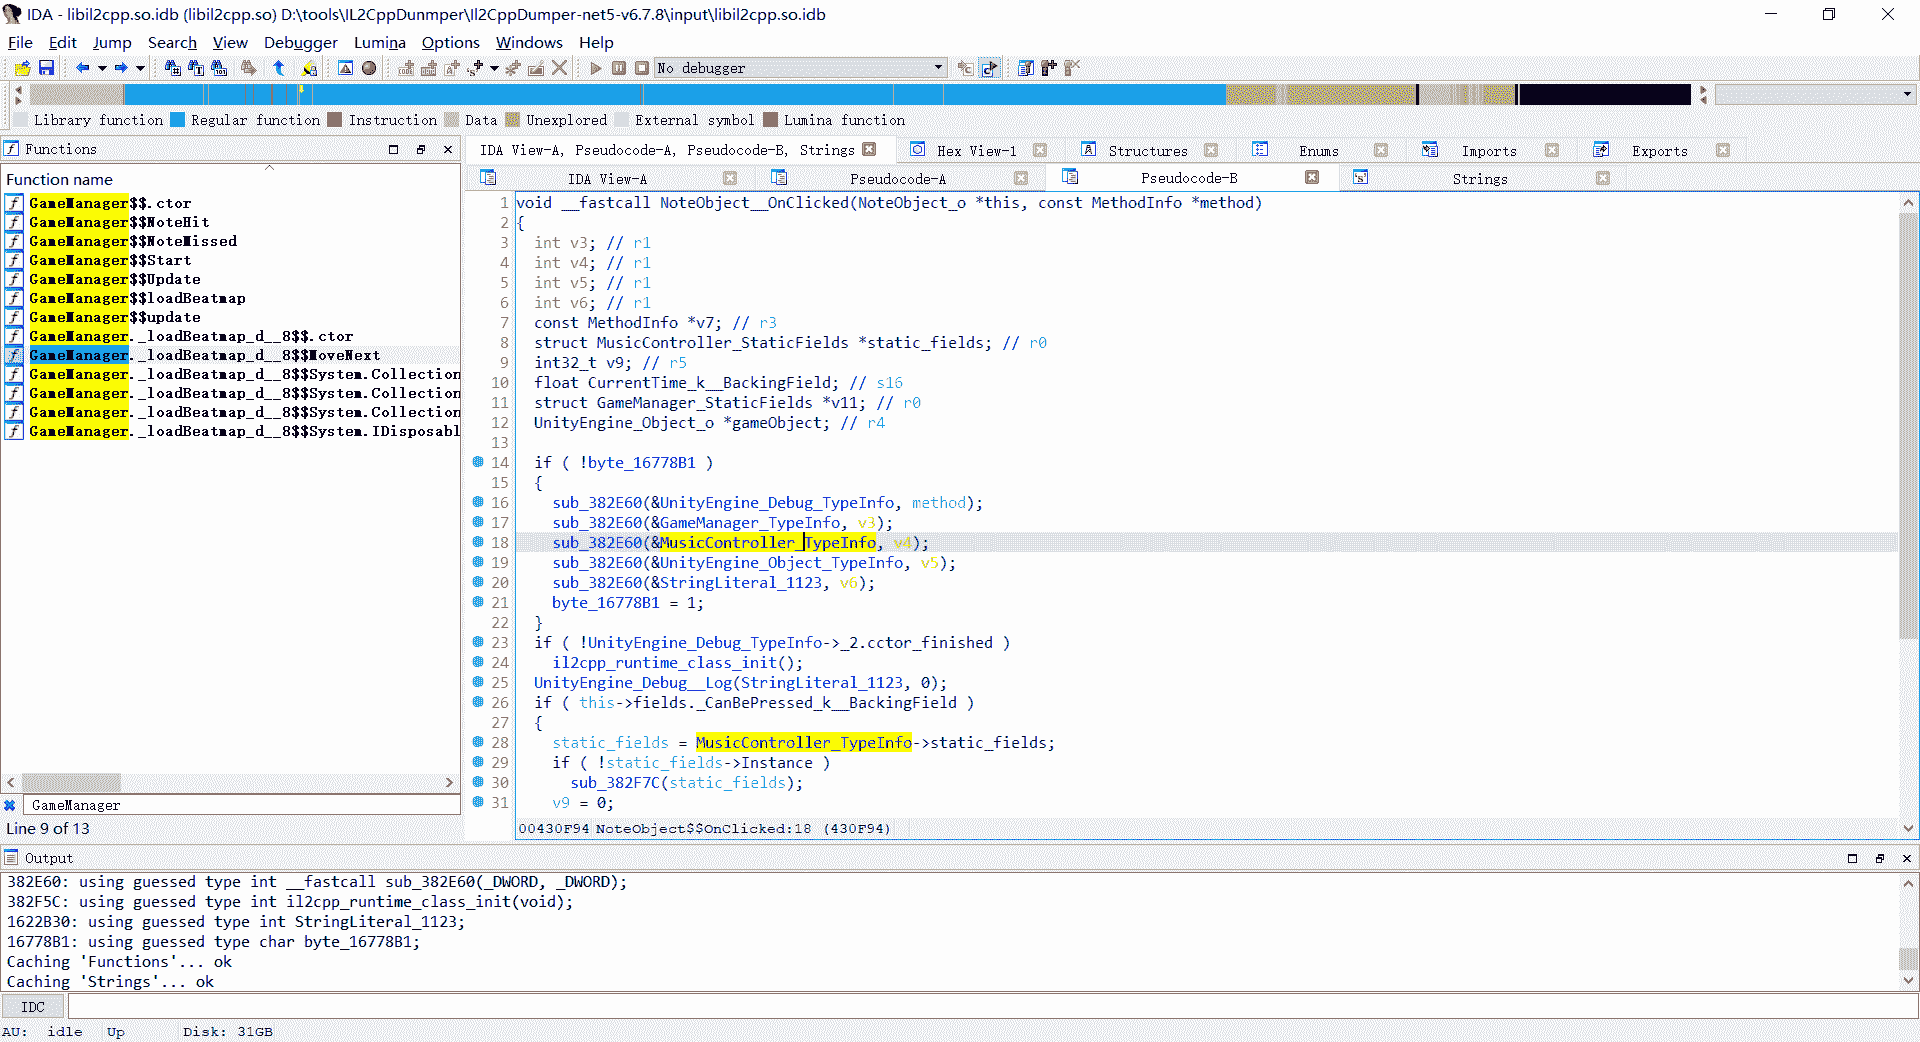 IDA - libil2cpp.so.idb (libil2cpp.so) D:\tools\IL2CppDunmper\Il2CppDumper-net5-v6.7.8\input\libil2cpp.so.idb
File Edit Jump Search View Debugger Lumina Options Windows Help
No debugger
Library function Regular function Instruction Data Unexplored External symbol Lumina function
Functions
IDA View-A, Pseudocode-A, Pseudocode-B, Strings Hex View-1 Structures Enums Imports Exports
Function name
IDA View-A Pseudocode-A Pseudocode-B Strings
GameManager$$.ctor
GameManager$$NoteHit
GameManager$$NoteMissed
GameManager$$Start
GameManager$$Update
GameManager$$loadBeatmap
GameManager$$update
GameManager._loadBeatmap_d__8$$.ctor
GameManager._loadBeatmap_d__8$$MoveNext
GameManager._loadBeatmap_d__8$$System.Collection
GameManager._loadBeatmap_d__8$$System.Collection
GameManager._loadBeatmap_d__8$$System.Collection
GameManager._loadBeatmap_d__8$$System.IDisposabl
GameManager
Line 9 of 13
1 void __fastcall NoteObject__OnClicked(NoteObject_o *this, const MethodInfo *method)
2 {
3 int v3; // r1
4 int v4; // r1
5 int v5; // r1
6 int v6; // r1
7 const MethodInfo *v7; // r3
8 struct MusicController_StaticFields *static_fields; // r0
9 int32_t v9; // r5
10 float CurrentTime_k__BackingField; // s16
11 struct GameManager_StaticFields *v11; // r0
12 UnityEngine_Object_o *gameObject; // r4
13
14 if ( !byte_16778B1 )
15 {
16 sub_382E60(&UnityEngine_Debug_TypeInfo, method);
17 sub_382E60(&GameManager_TypeInfo, v3);
18 sub_382E60(&MusicController_TypeInfo, v4);
19 sub_382E60(&UnityEngine_Object_TypeInfo, v5);
20 sub_382E60(&StringLiteral_1123, v6);
21 byte_16778B1 = 1;
22 }
23 if ( !UnityEngine_Debug_TypeInfo->_2.cctor_finished )
24 il2cpp_runtime_class_init();
25 UnityEngine_Debug__Log(StringLiteral_1123, 0);
26 if ( this->fields._CanBePressed_k__BackingField )
27 {
28 static_fields = MusicController_TypeInfo->static_fields;
29 if ( !static_fields->Instance )
30 sub_382F7C(static_fields);
31 v9 = 0;
00430F94 NoteObject$$OnClicked:18 (430F94)
Output
382E60: using guessed type int __fastcall sub_382E60(_DWORD, _DWORD);
382F5C: using guessed type int il2cpp_runtime_class_init(void);
1622B30: using guessed type int StringLiteral_1123;
16778B1: using guessed type char byte_16778B1;
Caching 'Functions'... ok
Caching 'Strings'... ok
IDC
AU: idle Up Disk: 31GB